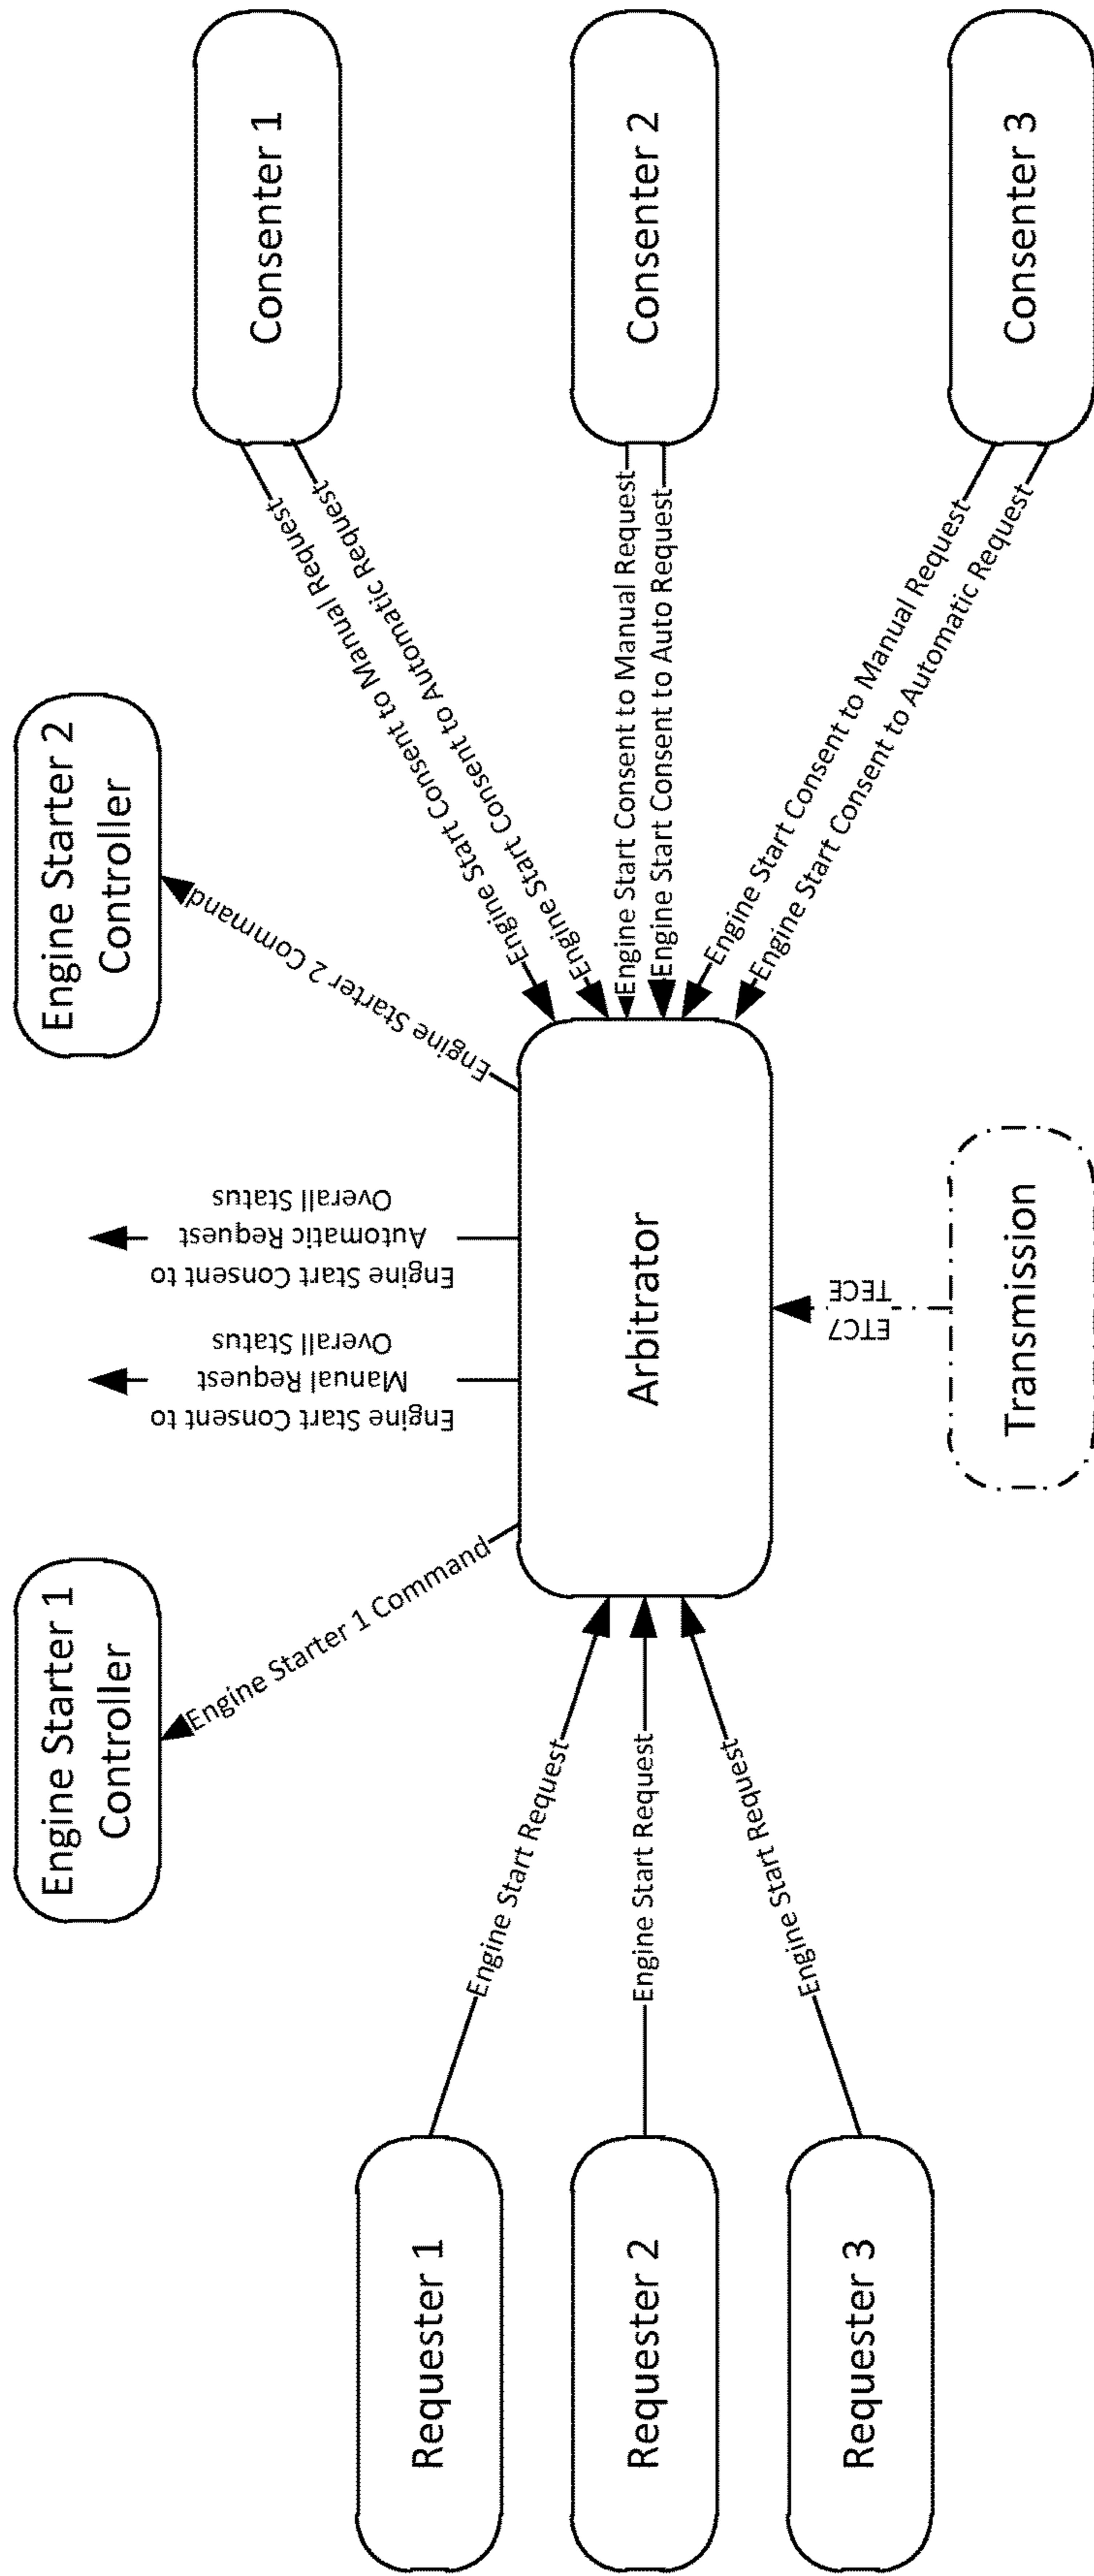 Engine Starter 1
Controller
Engine Starter 2
Controller
Engine Starter 1 Command
Engine Start Consent to
Manual Request
Overall Status
Engine Start Consent to
Automatic Request
Overall Status
Engine Starter 2 Command
Requester 1
Requester 2
Requester 3
Engine Start Request
Engine Start Request
Engine Start Request
Arbitrator
Engine Start Consent to Manual Request
Engine Start Consent to Automatic Request
Engine Start Consent to Manual Request
Engine Start Consent to Auto Request
Engine Start Consent to Manual Request
Engine Start Consent to Automatic Request
Consenter 1
Consenter 2
Consenter 3
ETC7
TECE
Transmission